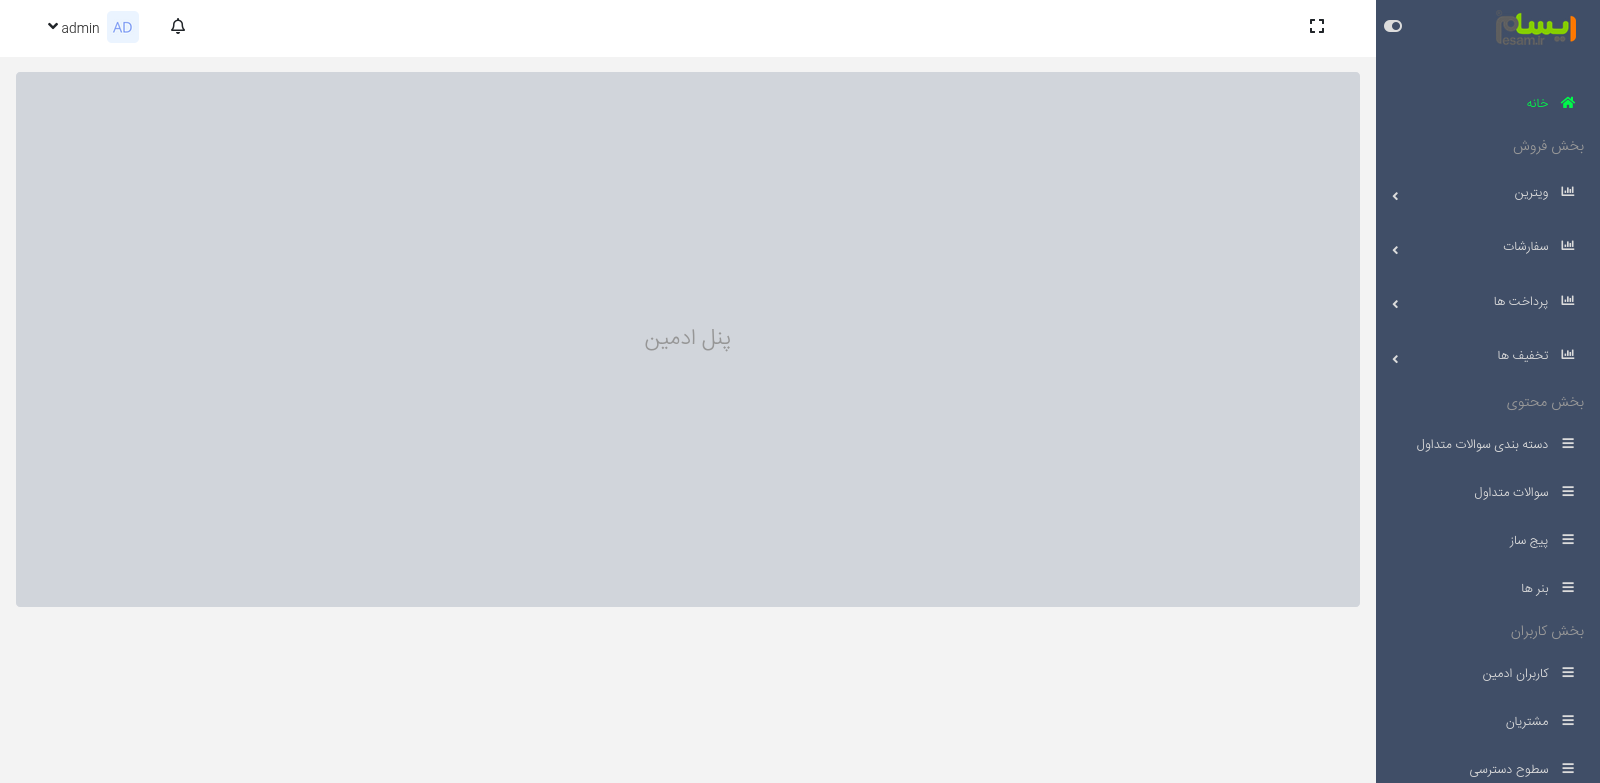 ایسام
esam.ir
admin
AD
خانه
بخش فروش
ویترین
سفارشات
پرداخت ها
تخفیف ها
بخش محتوی
دسته بندی سوالات متداول
سوالات متداول
پیج ساز
بنر ها
بخش کاربران
کاربران ادمین
مشتریان
سطوح دسترسی
پنل ادمین